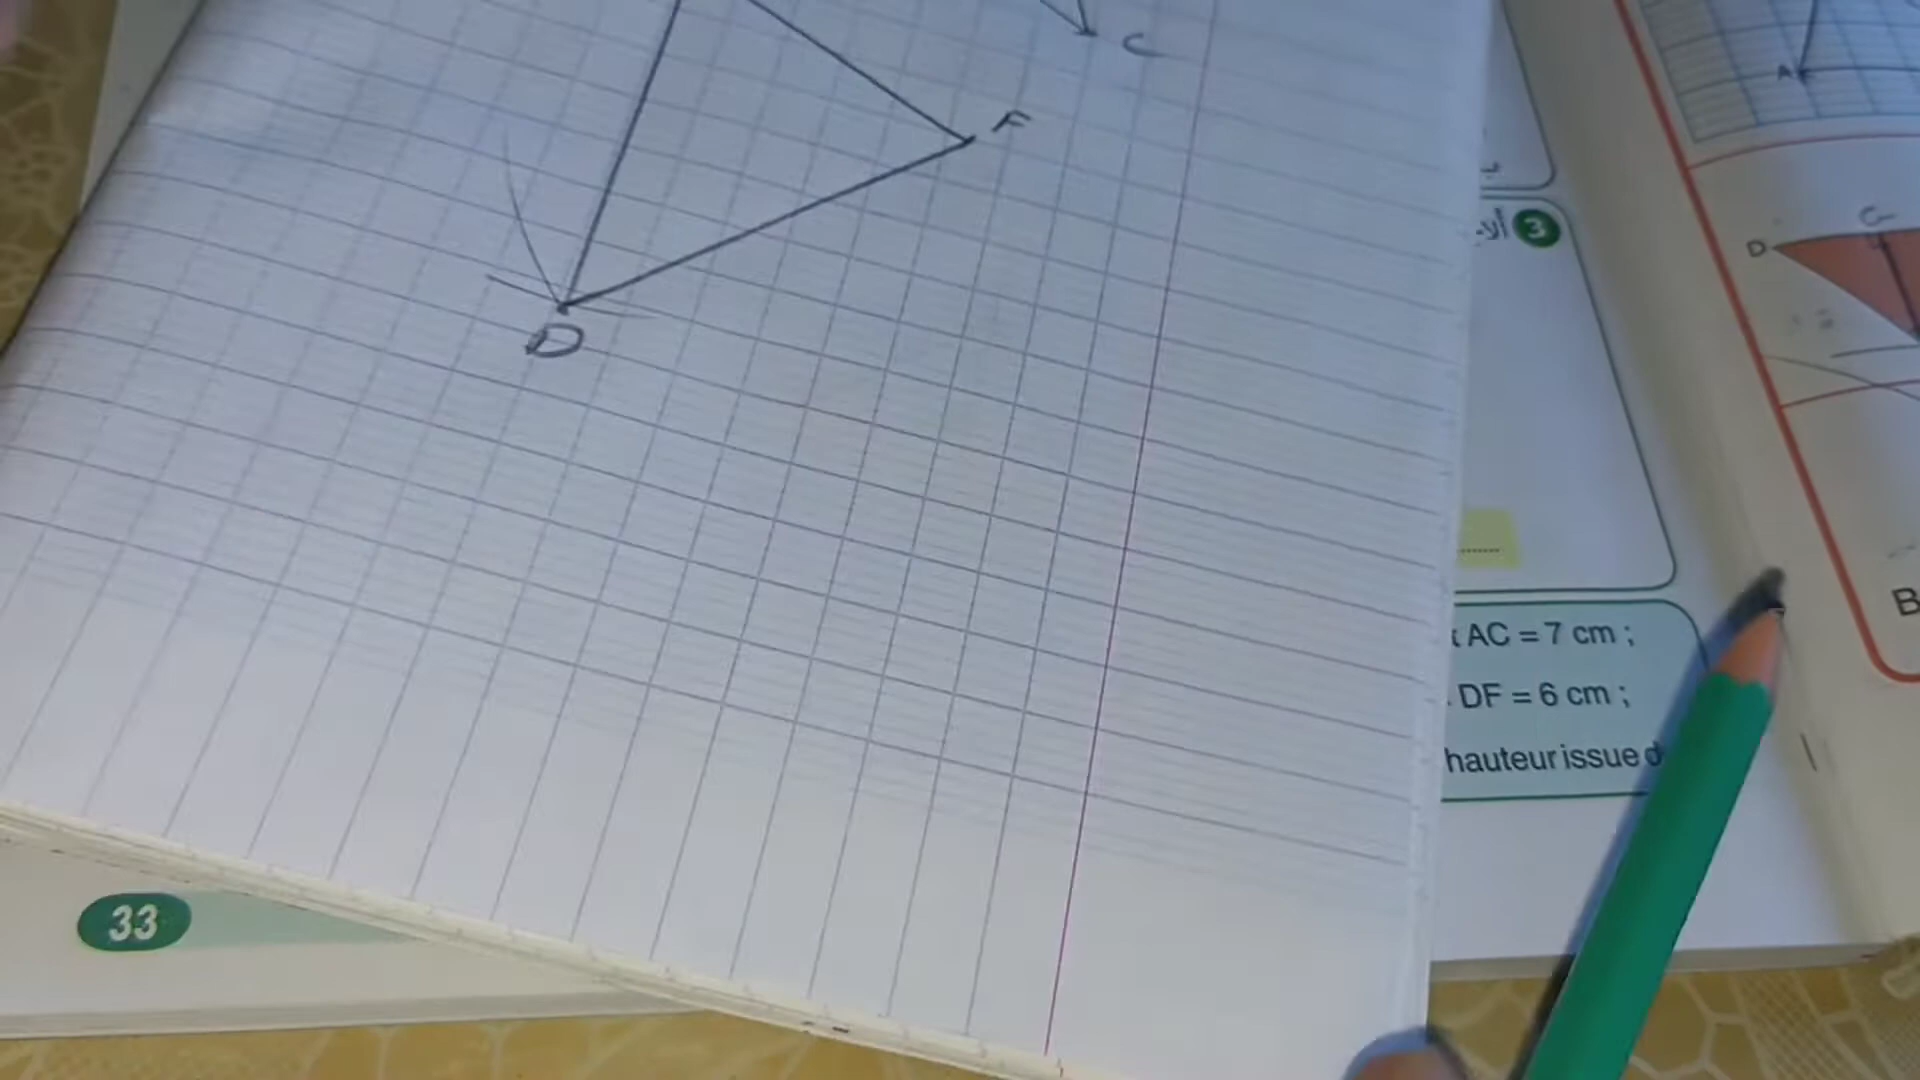 C
F
D
A
3
D
G
B
AC = 7 cm ;
DF = 6 cm ;
hauteur issue d
33